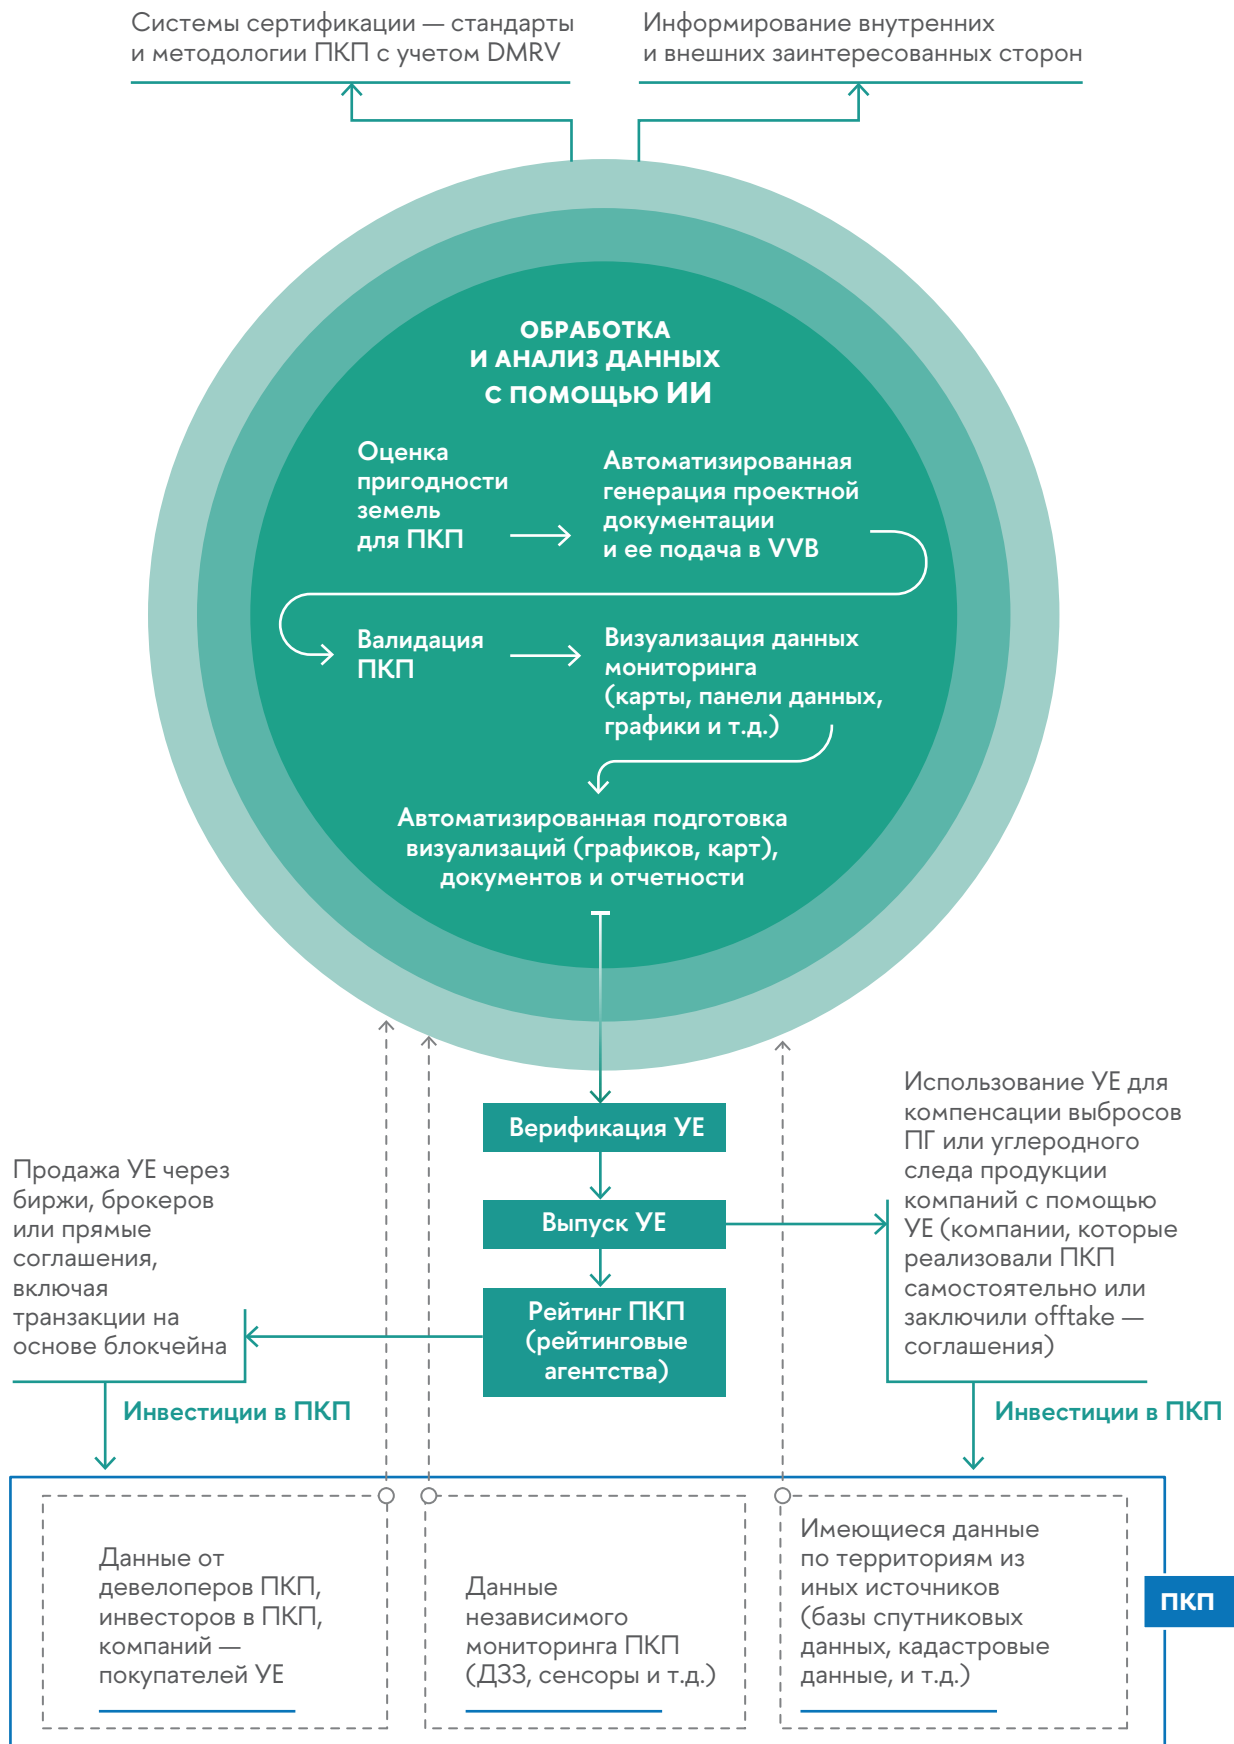 Системы сертификации — стандарты
и методологии ПКП с учетом DMRV
Информирование внутренних
и внешних заинтересованных сторон
ОБРАБОТКА
И АНАЛИЗ ДАННЫХ
С ПОМОЩЬЮ ИИ
Оценка
пригодности
земель
для ПКП
Автоматизированная
генерация проектной
документации
и ее подача в VVB
Валидация
ПКП
Визуализация данных
мониторинга
(карты, панели данных,
графики и т.д.)
Автоматизированная подготовка
визуализаций (графиков, карт),
документов и отчетности
Верификация УЕ
Выпуск УЕ
Рейтинг ПКП
(рейтинговые
агентства)
Продажа УЕ через
биржи, брокеров
или прямые
соглашения,
включая
транзакции на
основе блокчейна
Использование УЕ для
компенсации выбросов
ПГ или углеродного
следа продукции
компаний с помощью
УЕ (компании, которые
реализовали ПКП
самостоятельно или
заключили offtake —
соглашения)
Инвестиции в ПКП
Инвестиции в ПКП
Данные от
девелоперов ПКП,
инвесторов в ПКП,
компаний —
покупателей УЕ
Данные
независимого
мониторинга ПКП
(ДЗЗ, сенсоры и т.д.)
Имеющиеся данные
по территориям из
иных источников
(базы спутниковых
данных, кадастровые
данные, и т.д.)
ПКП